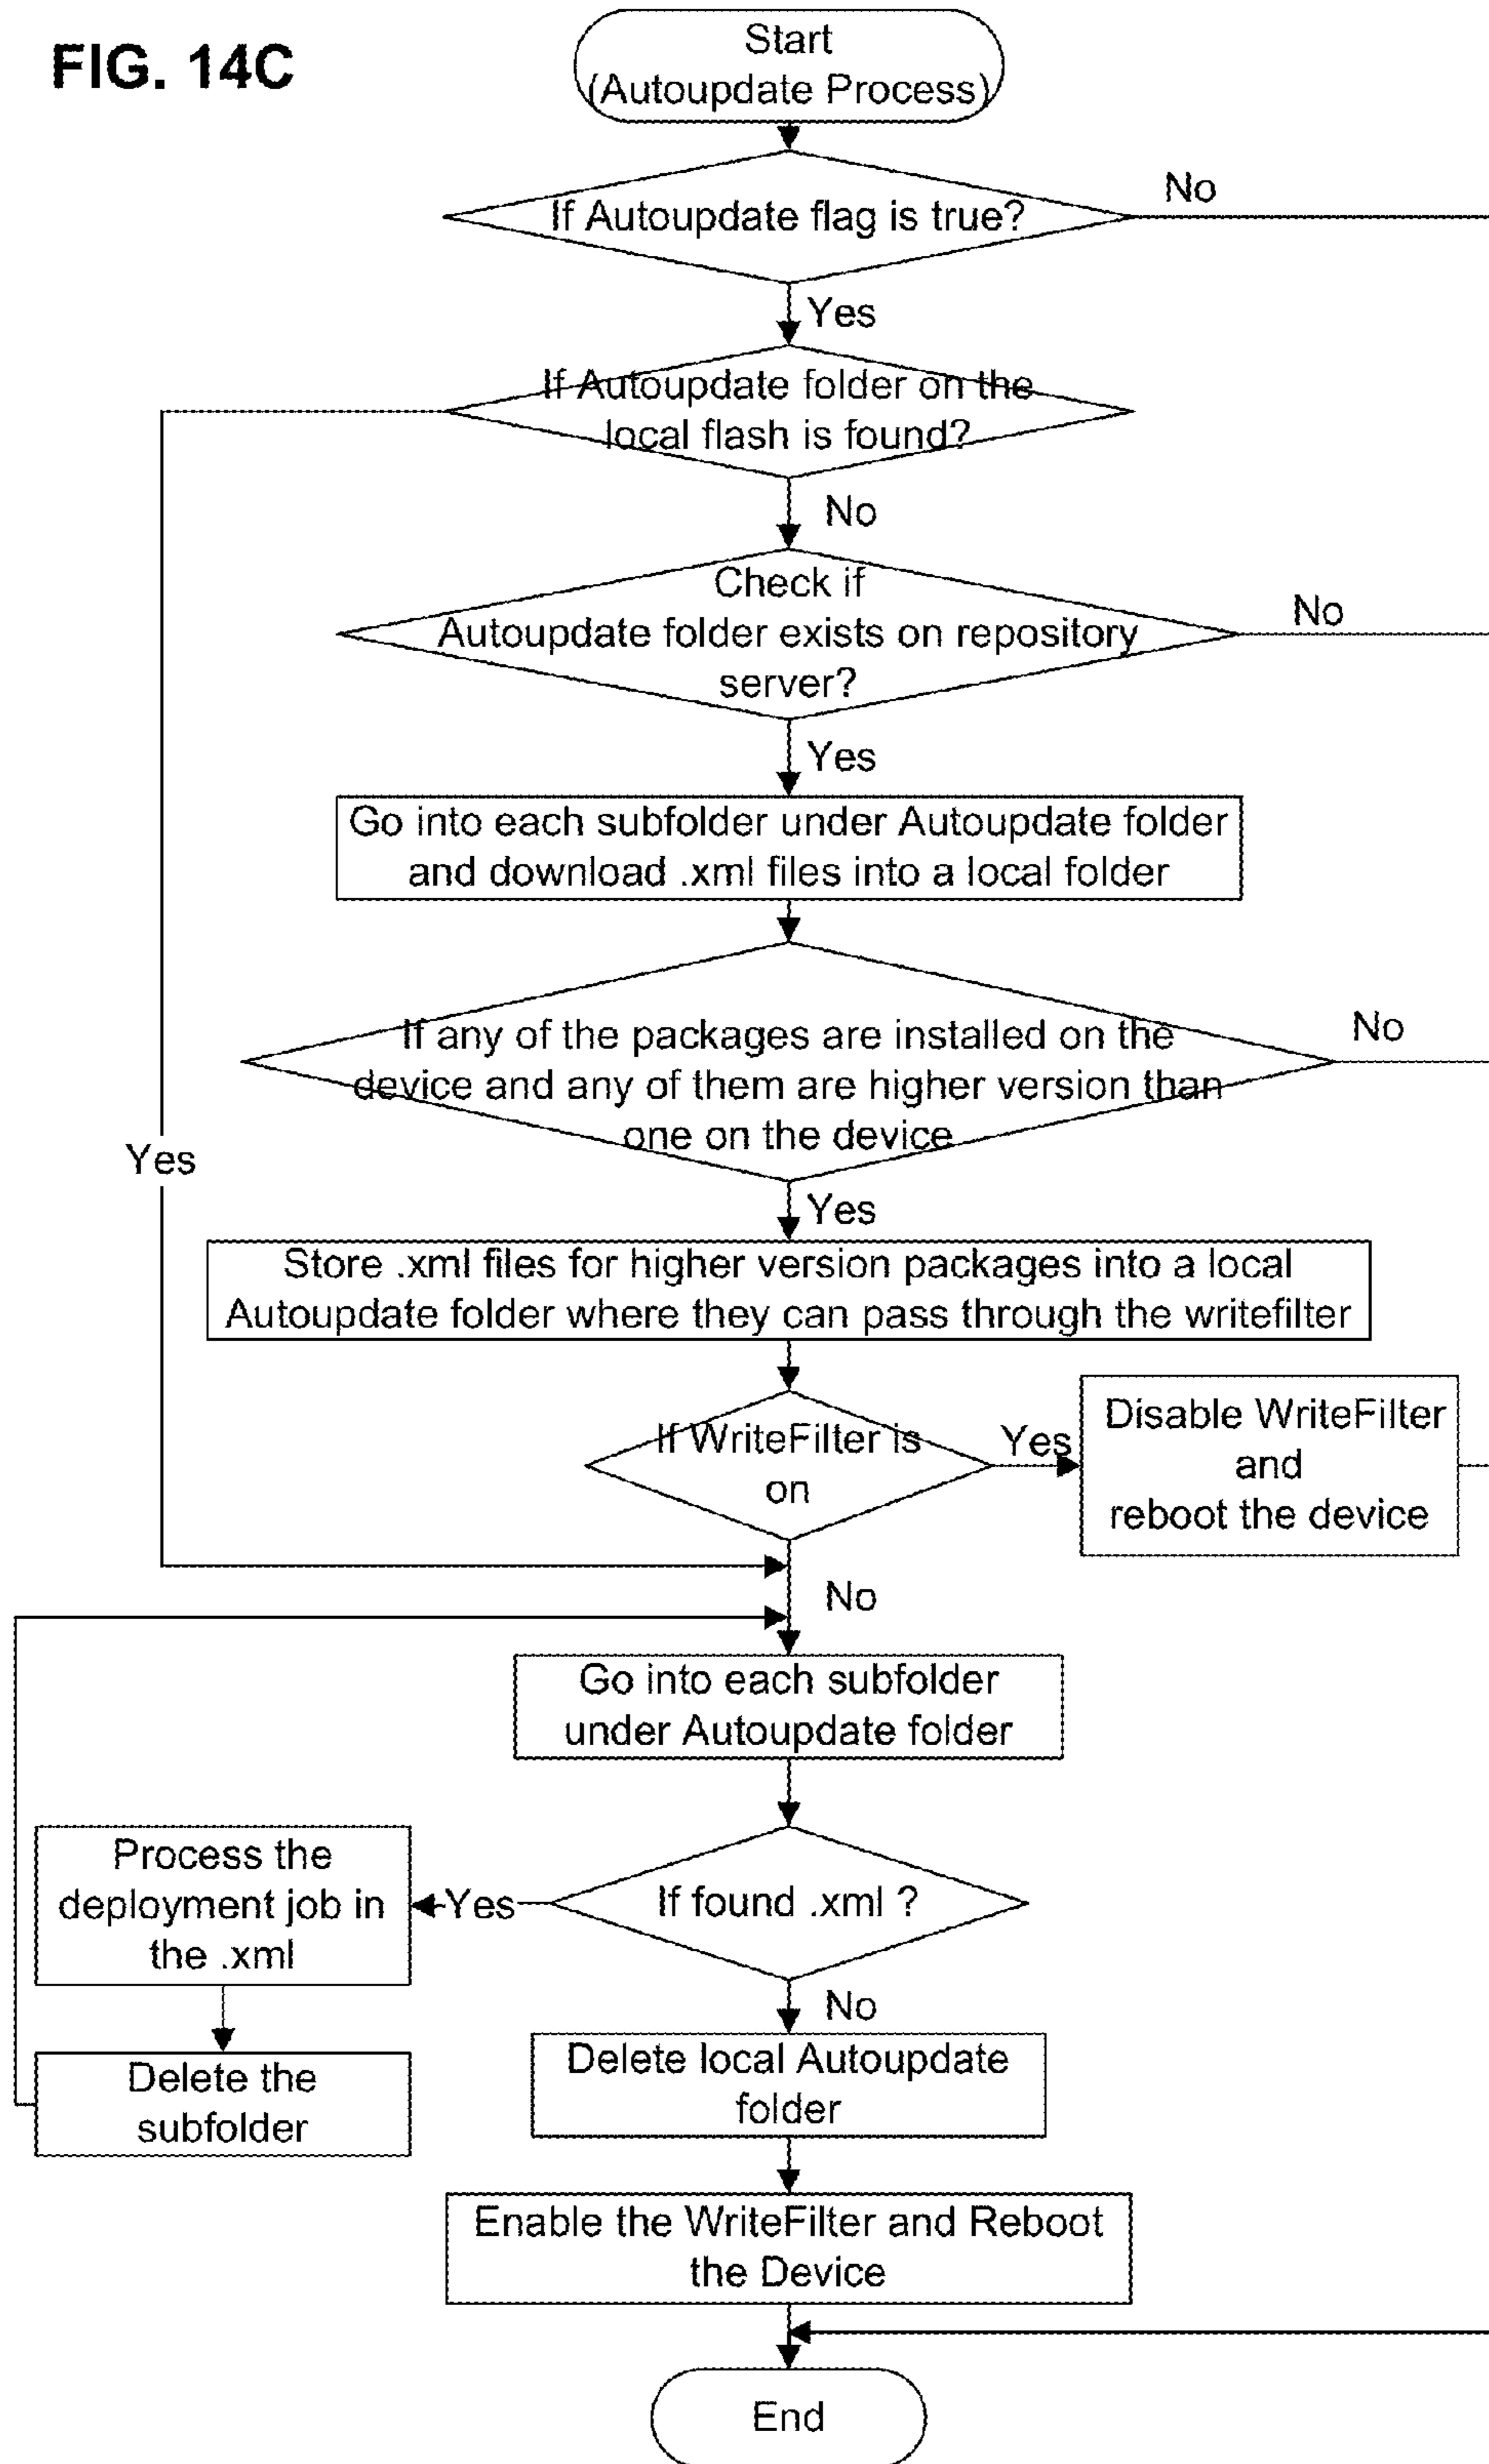 FIG. 14C
Start
(Autoupdate Process)
If Autoupdate flag is true?
No
Yes
If Autoupdate folder on the
local flash is found?
No
Check if
Autoupdate folder exists on repository
server?
No
Yes
Go into each subfolder under Autoupdate folder
and download .xml files into a local folder
If any of the packages are installed on the
device and any of them are higher version than
one on the device
No
Yes
Yes
Store .xml files for higher version packages into a local
Autoupdate folder where they can pass through the writefilter
If WriteFilter is
on
Yes
Disable WriteFilter
and
reboot the device
No
Go into each subfolder
under Autoupdate folder
If found .xml ?
Yes
Process the
deployment job in
the .xml
Delete the
subfolder
No
Delete local Autoupdate
folder
Enable the WriteFilter and Reboot
the Device
End